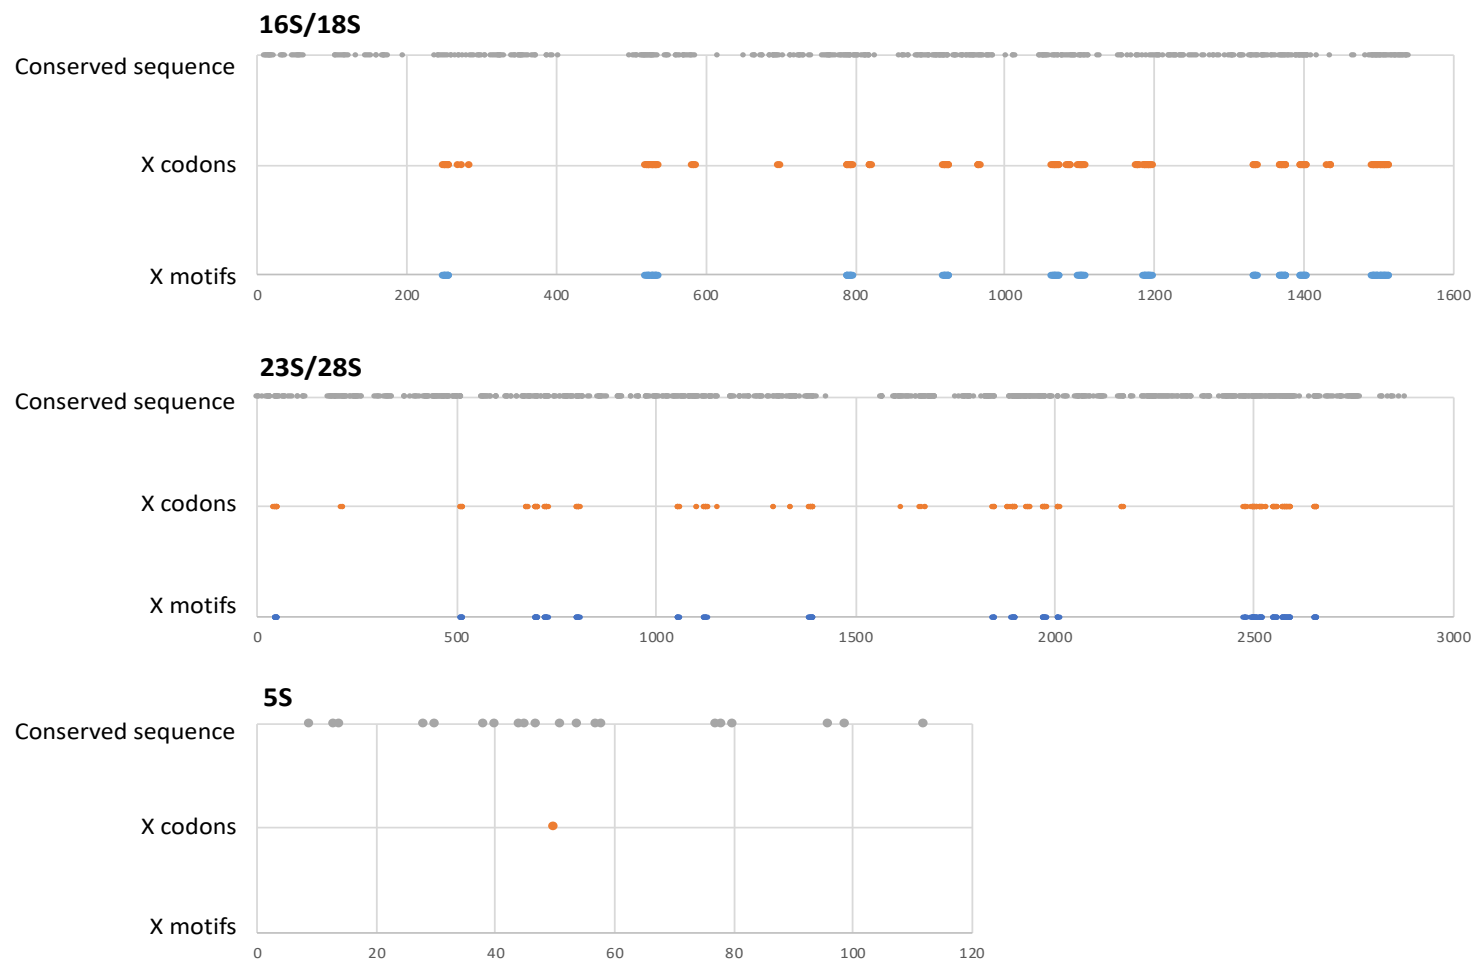 16S/18S
Conserved sequence
X codons
X motifs
0 200 400 600 800 1000 1200 1400 1600
23S/28S
Conserved sequence
X codons
X motifs
0 500 1000 1500 2000 2500 3000
5S
Conserved sequence
X codons
X motifs
0 20 40 60 80 100 120